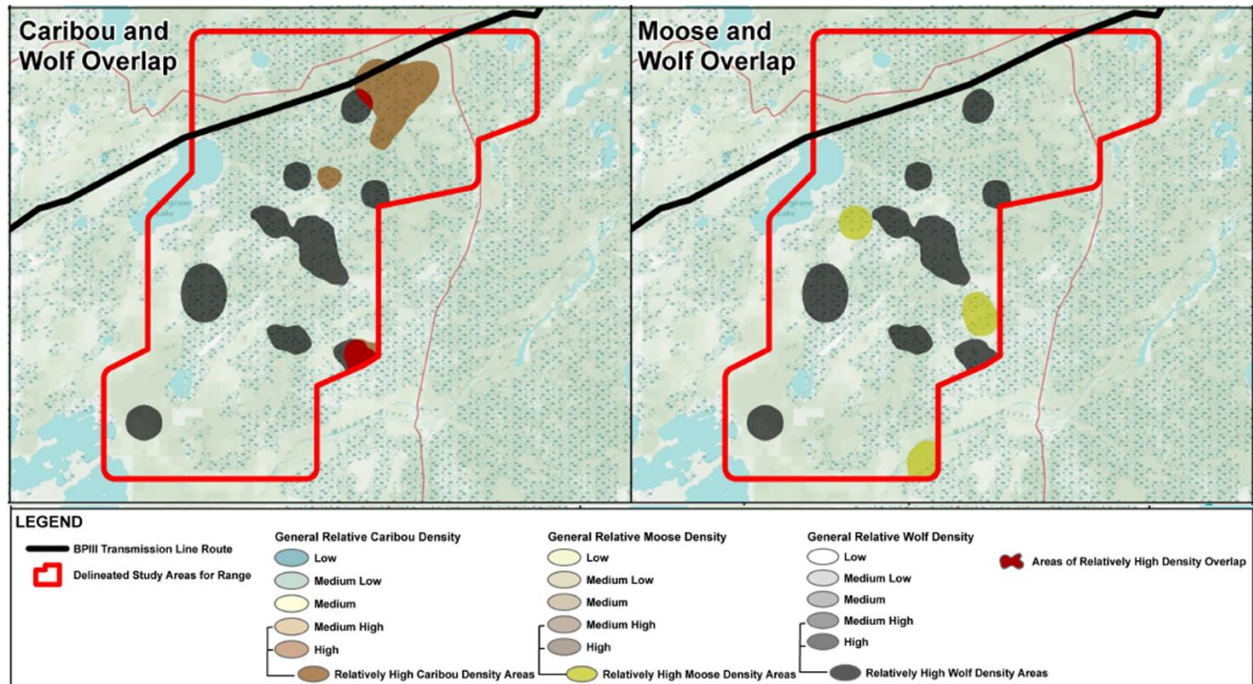 Caribou and
Wolf Overlap
Moose and
Wolf Overlap
Lake
LEGEND
BPIII Transmission Line Route
Delineated Study Areas for Range
General Relative Caribou Density
Low
Medium Low
Medium
Medium High
High
Relatively High Caribou Density Areas
General Relative Moose Density
Low
Medium Low
Medium
Medium High
High
Relatively High Moose Density Areas
General Relative Wolf Density
Low
Medium Low
Medium
Medium High
High
Relatively High Wolf Density Areas
Areas of Relatively High Density Overlap